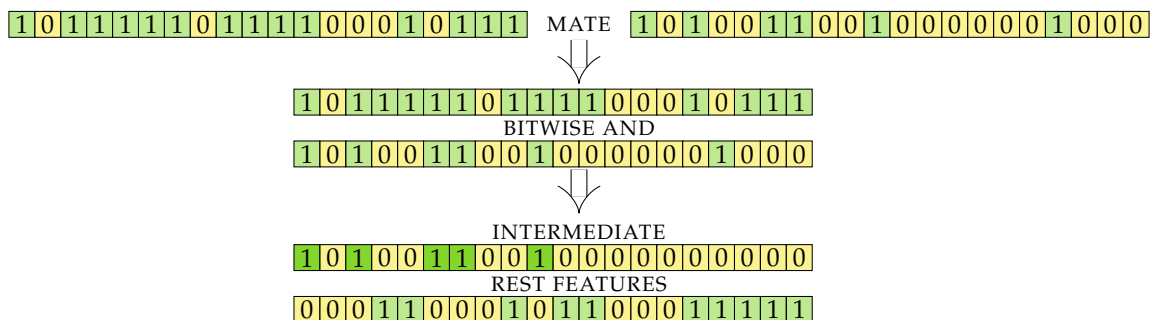 1 0 1 1 1 1 1 0 1 1 1 1 0 0 0 1 0 1 1 1 MATE 1 0 1 0 0 1 1 0 0 1 0 0 0 0 0 0 1 0 0 0
1 0 1 1 1 1 1 0 1 1 1 1 0 0 0 1 0 1 1 1
BITWISE AND
1 0 1 0 0 1 1 0 0 1 0 0 0 0 0 0 1 0 0 0
INTERMEDIATE
1 0 1 0 0 1 1 0 0 1 0 0 0 0 0 0 0 0 0 0
REST FEATURES
0 0 0 1 1 0 0 0 1 0 1 1 0 0 0 1 1 1 1 1